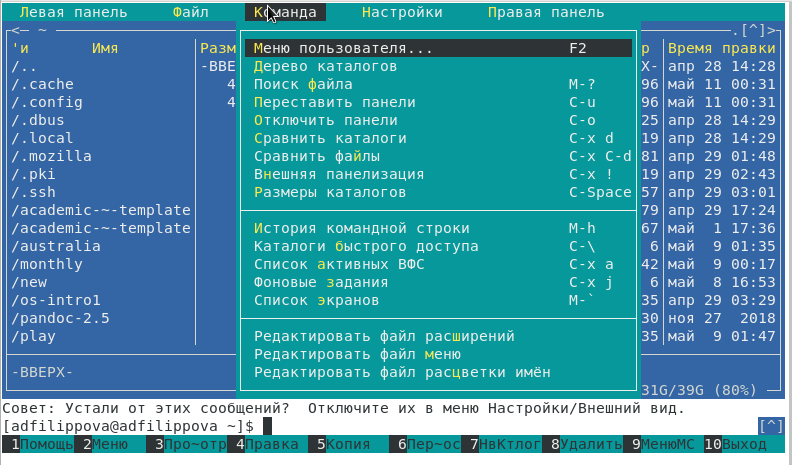 Левая панель Файл Команда Настройки Правая панель
<─ ~ .[^]>
'и Имя Разм р Время правки
/.. -ВВЕ Х- апр 28 14:28
/.cache 4 96 май 11 00:31
/.config 4 96 май 11 00:31
/.dbus 25 апр 28 14:29
/.local 19 апр 28 14:29
/.mozilla 81 апр 29 01:48
/.pki 19 апр 29 02:43
/.ssh 57 апр 29 03:01
/academic-~-template 79 апр 29 17:24
/academic-~-template 67 май 1 17:36
/australia 6 май 9 01:35
/monthly 42 май 9 00:17
/new 6 май 8 16:53
/os-intro1 35 апр 29 03:29
/pandoc-2.5 30 ноя 27 2018
/play 35 май 9 01:47
-ВВЕРХ-
31G/39G (80%)
Меню пользователя... F2
Дерево каталогов
Поиск файла M-?
Переставить панели C-u
Отключить панели C-o
Сравнить каталоги C-x d
Сравнить файлы C-x C-d
Внешняя панелизация C-x !
Размеры каталогов C-Space
История командной строки M-h
Каталоги быстрого доступа C-\
Список активных ВФС C-x a
Фоновые задания C-x j
Список экранов M-`
Редактировать файл расширений
Редактировать файл меню
Редактировать файл расцветки имён
Совет: Устали от этих сообщений? Отключите их в меню Настройки/Внешний вид.
[adfilippova@adfilippova ~]$ [^]
1Помощь 2Меню 3Про~отр 4Правка 5Копия 6Пер~ос 7НвКтлог 8Удалить 9МенюМС 10Выход